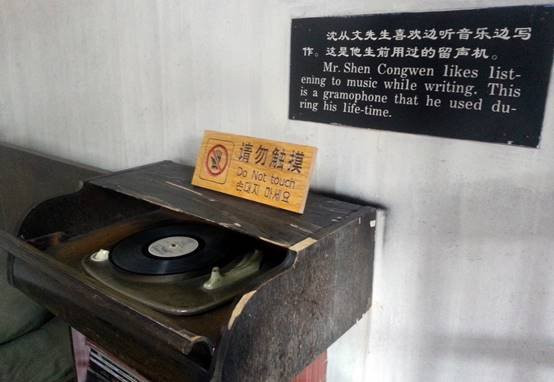 沈从文先生喜欢边听音乐边写
作。这是他生前用过的留声机。
Mr. Shen Congwen likes list-
ening to music while writing. This
is a gramophone that he used du-
ring his life-time.
请勿触摸
Do Not touch
손대지 마세요